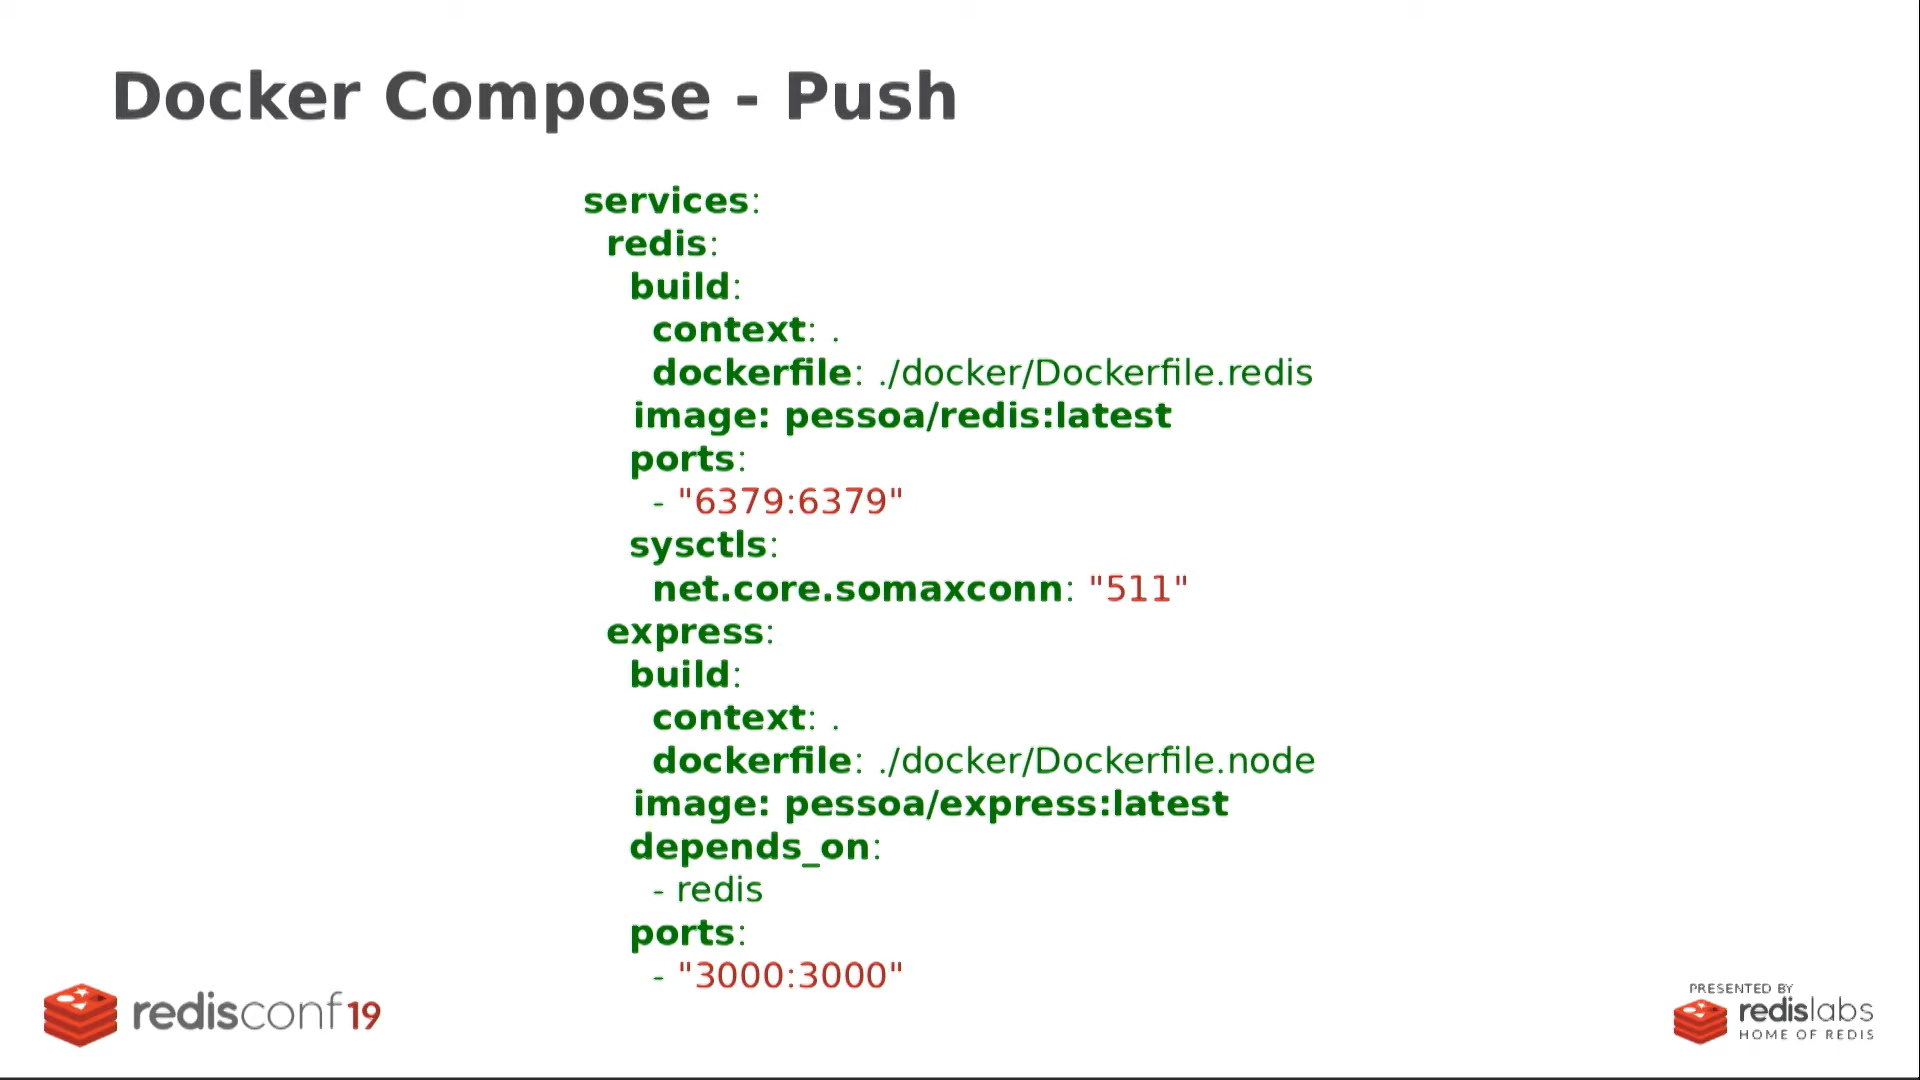 Docker Compose - Push
services:
redis:
build:
context: .
dockerfile: ./docker/Dockerfile.redis
image: pessoa/redis:latest
ports:
- "6379:6379"
sysctls:
net.core.somaxconn: "511"
express:
build:
context: .
dockerfile: ./docker/Dockerfile.node
image: pessoa/express:latest
depends_on:
- redis
ports:
- "3000:3000"
redisconf19
PRESENTED BY
redislabs
HOME OF REDIS